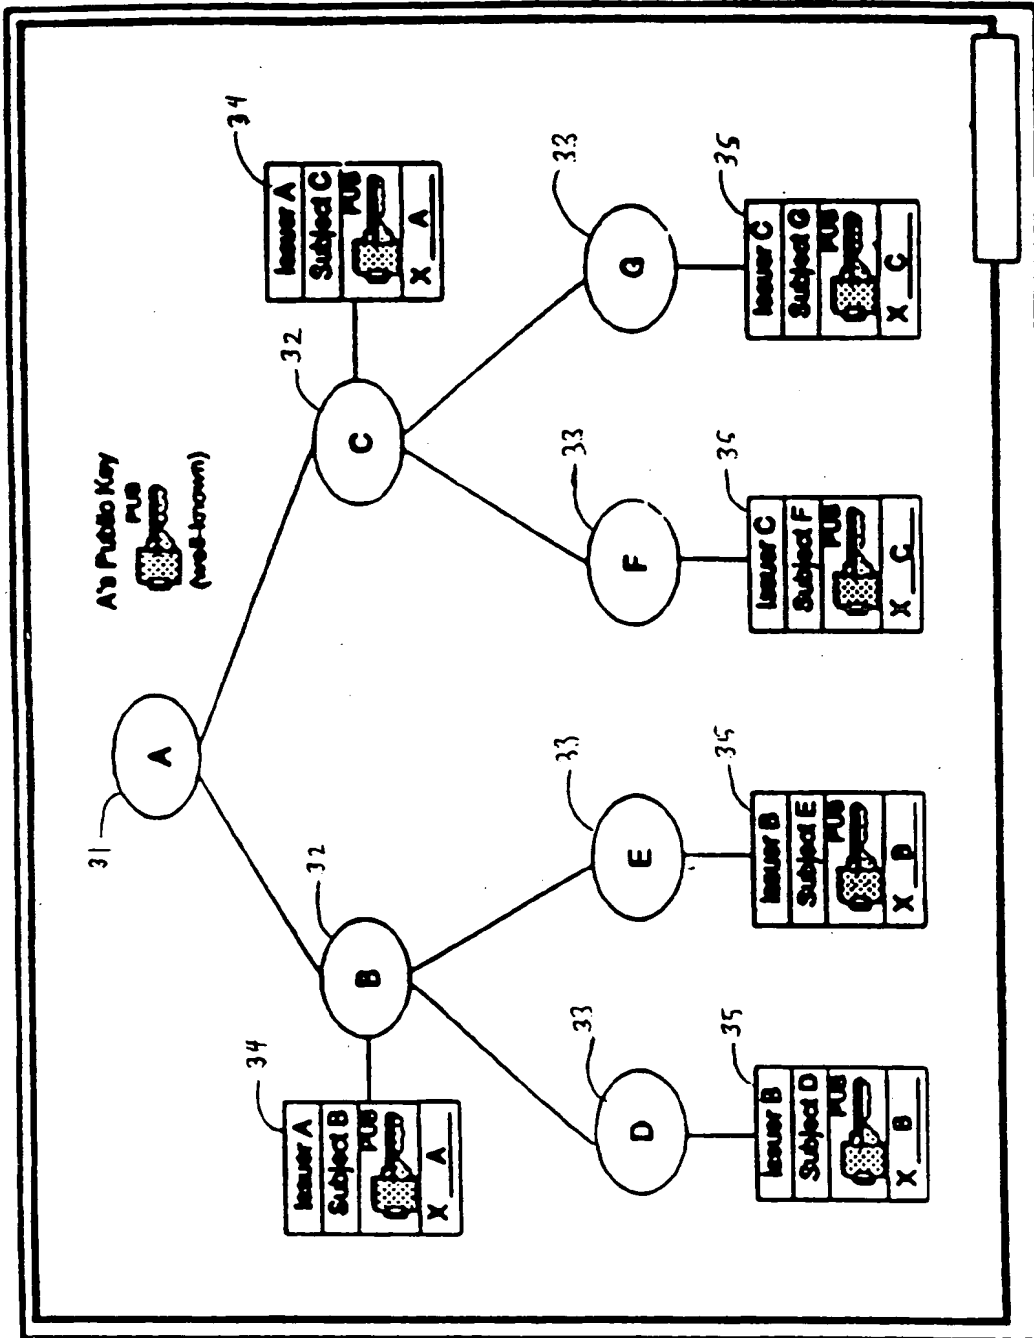 A's Public Key
PUB
(well-known)
31
A
34
Issuer A
Subject B
PUB
X A
32
B
32
C
34
Issuer A
Subject C
PUB
X A
33
D
33
E
33
F
33
G
35
Issuer B
Subject D
PUB
X B
35
Issuer B
Subject E
PUB
X B
35
Issuer C
Subject F
PUB
X C
35
Issuer C
Subject G
PUB
X C